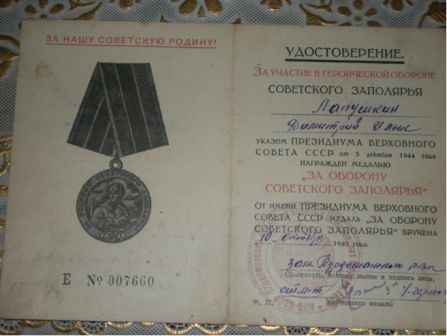 ЗА НАШУ СОВЕТСКУЮ РОДИНУ!
Е № 007660
УДОСТОВЕРЕНИЕ.
ЗА УЧАСТИЕ В ГЕРОИЧЕСКОЙ ОБОРОНЕ
СОВЕТСКОГО ЗАПОЛЯРЬЯ
Лапушкин
УКАЗОМ ПРЕЗИДИУМА ВЕРХОВНОГО
СОВЕТА СССР от 5 декабря 1944 года
НАГРАЖДЕН МЕДАЛЬЮ
„ЗА ОБОРОНУ
СОВЕТСКОГО ЗАПОЛЯРЬЯ"
ОТ ИМЕНИ ПРЕЗИДИУМА ВЕРХОВНОГО
СОВЕТА СССР МЕДАЛЬ „ЗА ОБОРОНУ
СОВЕТСКОГО ЗАПОЛЯРЬЯ" ВРУЧЕНА
10 октября 1945 года.
М. П.